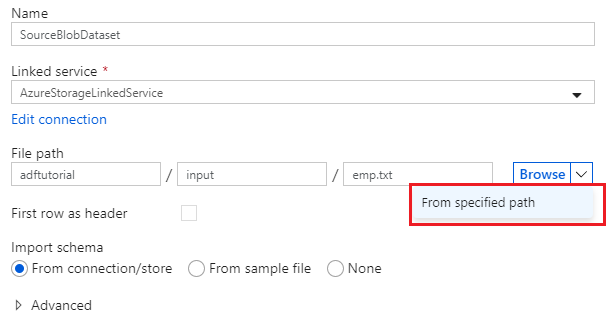 Name
SourceBlobDataset
Linked service *
AzureStorageLinkedService
Edit connection
File path
adftutorial / input / emp.txt Browse
From specified path
First row as header
Import schema
From connection/store From sample file None
Advanced